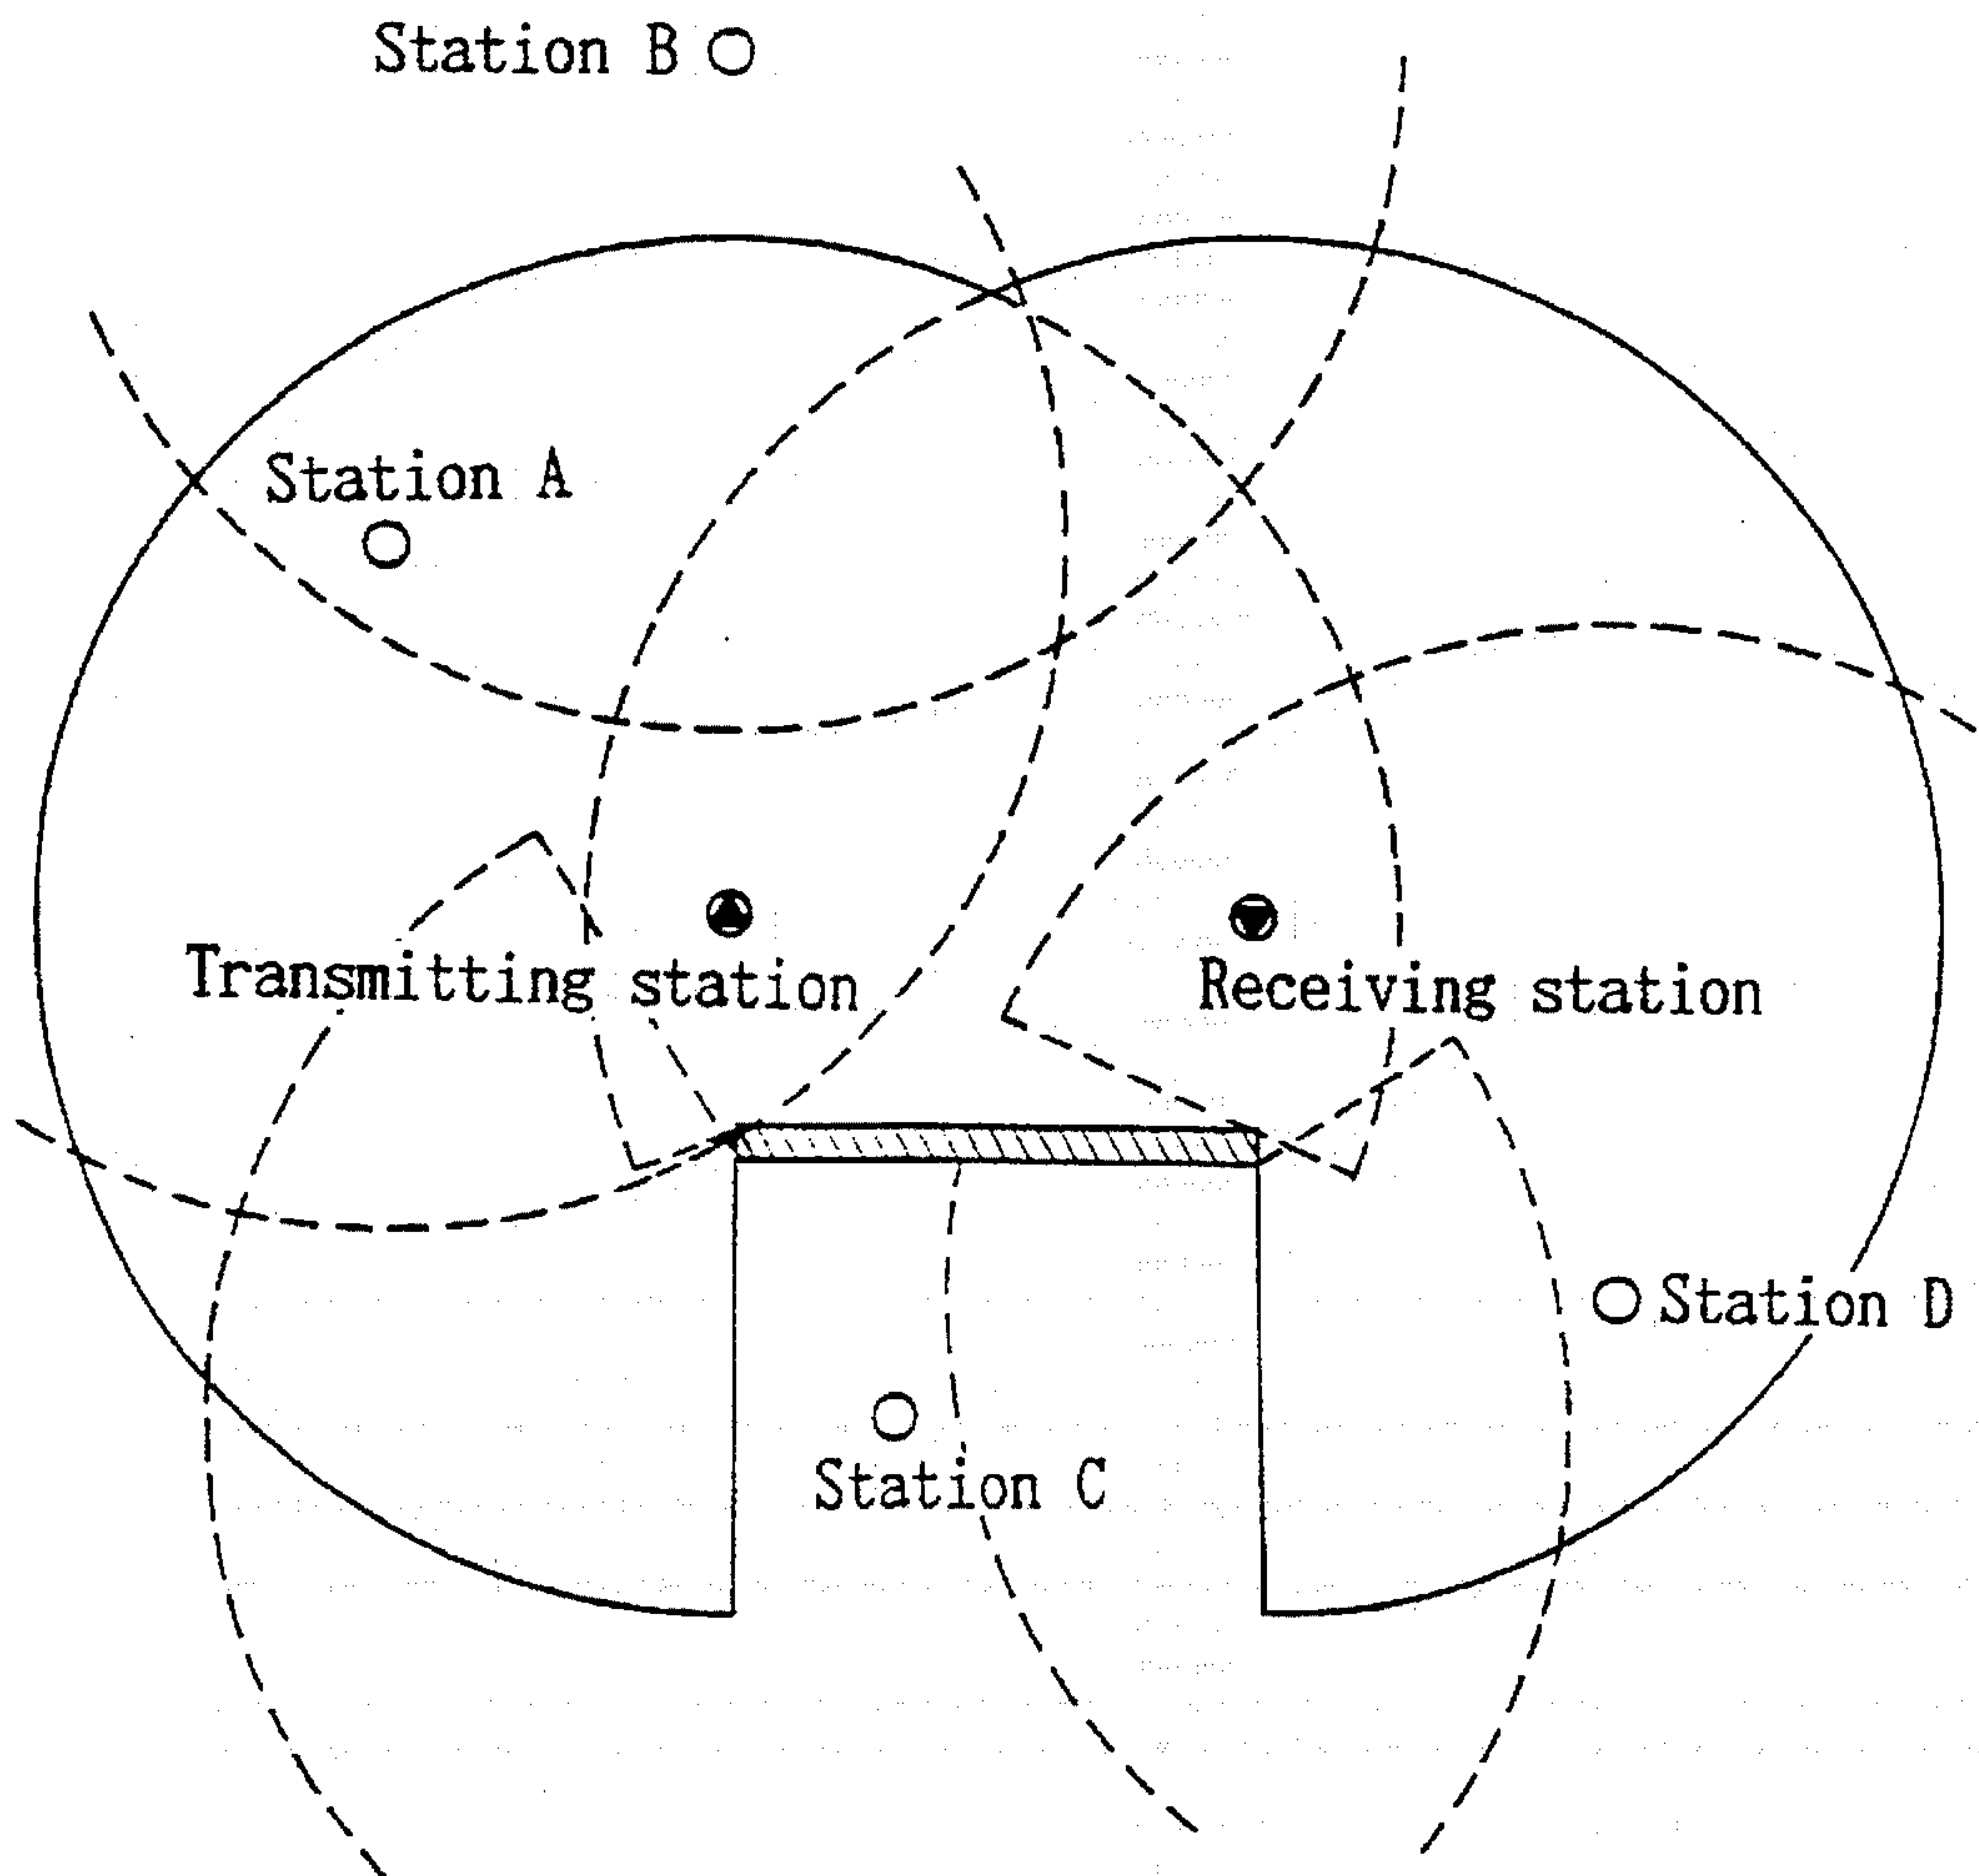 Station B
Station A
Transmitting station
Receiving station
Station D
Station C